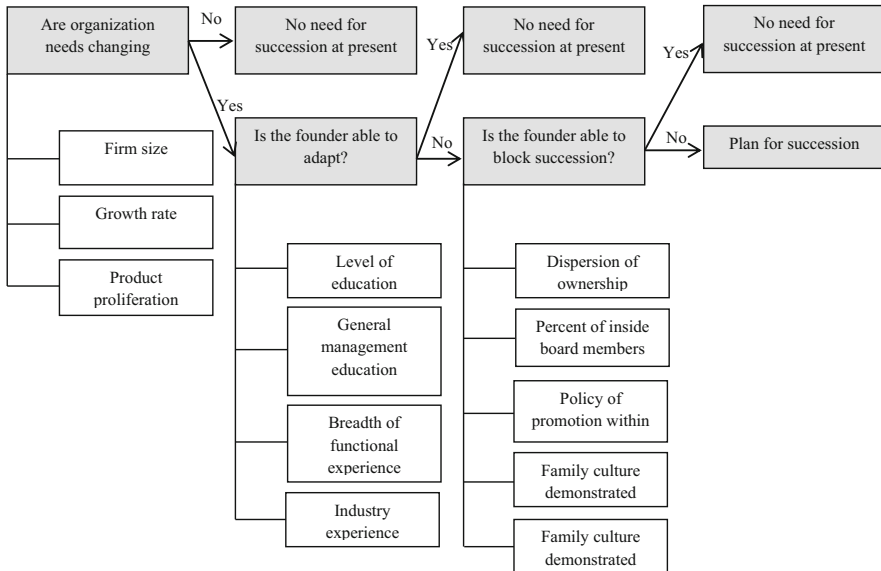 Are organization
needs changing
No
No need for
succession at present
Yes
No need for
succession at present
Yes
No need for
succession at present
Yes
Is the founder able to
adapt?
No
Is the founder able to
block succession?
No
Plan for succession
Firm size
Growth rate
Product
proliferation
Level of
education
General
management
education
Breadth of
functional experience
Industry
experience
Dispersion of
ownership
Percent of inside
board members
Policy of
promotion within
Family culture
demonstrated
Family culture
demonstrated